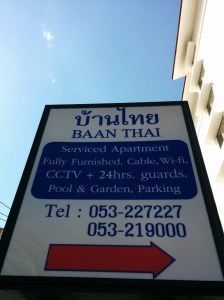 บ้านไทย
BAAN THAI
Serviced Apartment
Fully Furnished, Cable, Wi-fi,
CCTV + 24hrs. guards.
Pool & Garden, Parking
Tel : 053-227227
053-219000